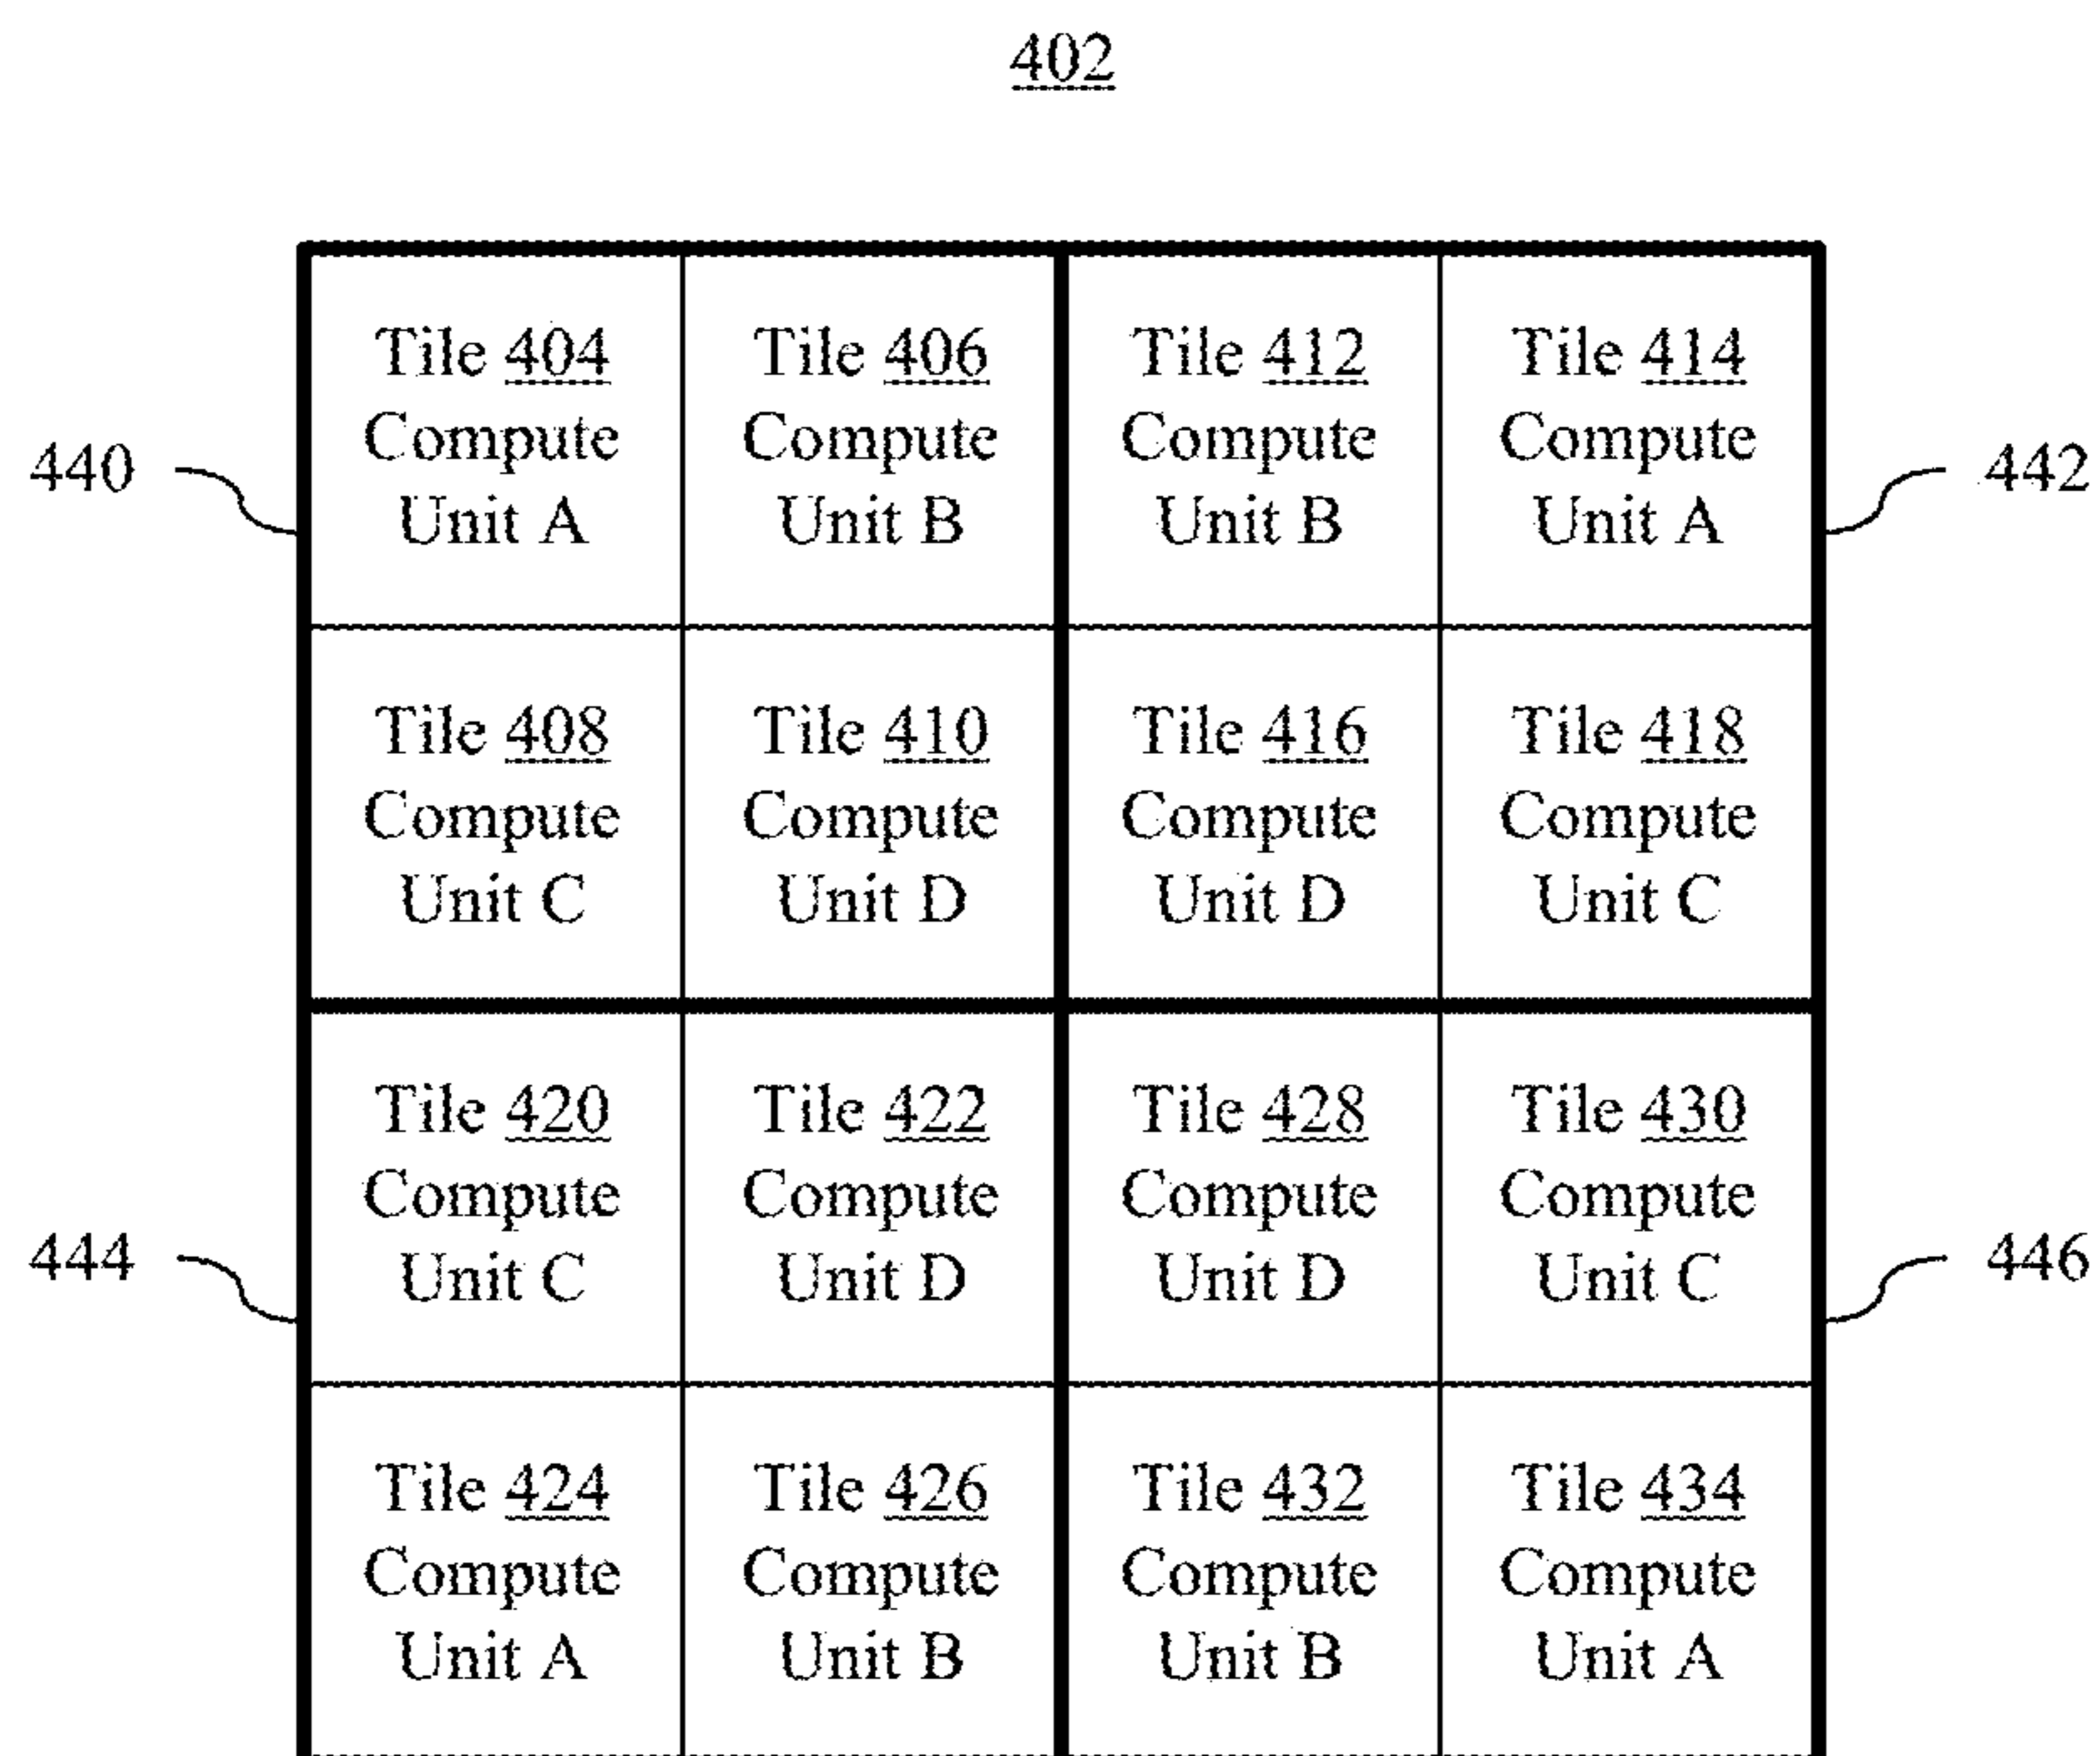 402
Tile 404
Compute
Unit A
Tile 406
Compute
Unit B
Tile 412
Compute
Unit B
Tile 414
Compute
Unit A
440
442
Tile 408
Compute
Unit C
Tile 410
Compute
Unit D
Tile 416
Compute
Unit D
Tile 418
Compute
Unit C
Tile 420
Compute
Unit C
Tile 422
Compute
Unit D
Tile 428
Compute
Unit D
Tile 430
Compute
Unit C
444
446
Tile 424
Compute
Unit A
Tile 426
Compute
Unit B
Tile 432
Compute
Unit B
Tile 434
Compute
Unit A